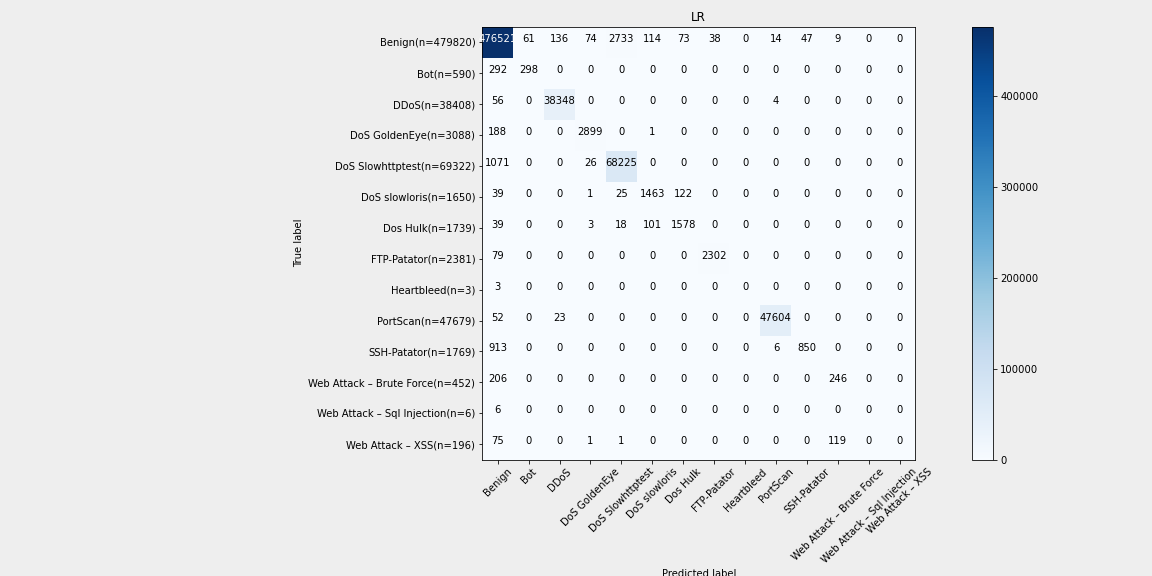 LR
Benign(n=479820) 476521 61 136 74 2733 114 73 38 0 14 47 9 0 0
Bot(n=590) 292 298 0 0 0 0 0 0 0 0 0 0 0 0
DDoS(n=38408) 56 0 38348 0 0 0 0 0 0 4 0 0 0 0
DoS GoldenEye(n=3088) 188 0 0 2899 0 1 0 0 0 0 0 0 0 0
DoS Slowhttptest(n=69322) 1071 0 0 26 68225 0 0 0 0 0 0 0 0 0
DoS slowloris(n=1650) 39 0 0 1 25 1463 122 0 0 0 0 0 0 0
Dos Hulk(n=1739) 39 0 0 3 18 101 1578 0 0 0 0 0 0 0
FTP-Patator(n=2381) 79 0 0 0 0 0 0 2302 0 0 0 0 0 0
Heartbleed(n=3) 3 0 0 0 0 0 0 0 0 0 0 0 0 0
PortScan(n=47679) 52 0 23 0 0 0 0 0 0 47604 0 0 0 0
SSH-Patator(n=1769) 913 0 0 0 0 0 0 0 0 6 850 0 0 0
Web Attack – Brute Force(n=452) 206 0 0 0 0 0 0 0 0 0 0 246 0 0
Web Attack – Sql Injection(n=6) 6 0 0 0 0 0 0 0 0 0 0 0 0 0
Web Attack – XSS(n=196) 75 0 0 1 1 0 0 0 0 0 0 119 0 0
True label
Benign
Bot
DDoS
DoS GoldenEye
DoS Slowhttptest
DoS slowloris
Dos Hulk
FTP-Patator
Heartbleed
PortScan
SSH-Patator
Web Attack – Brute Force
Web Attack – Sql Injection
Web Attack – XSS
Predicted label
400000
300000
200000
100000
0